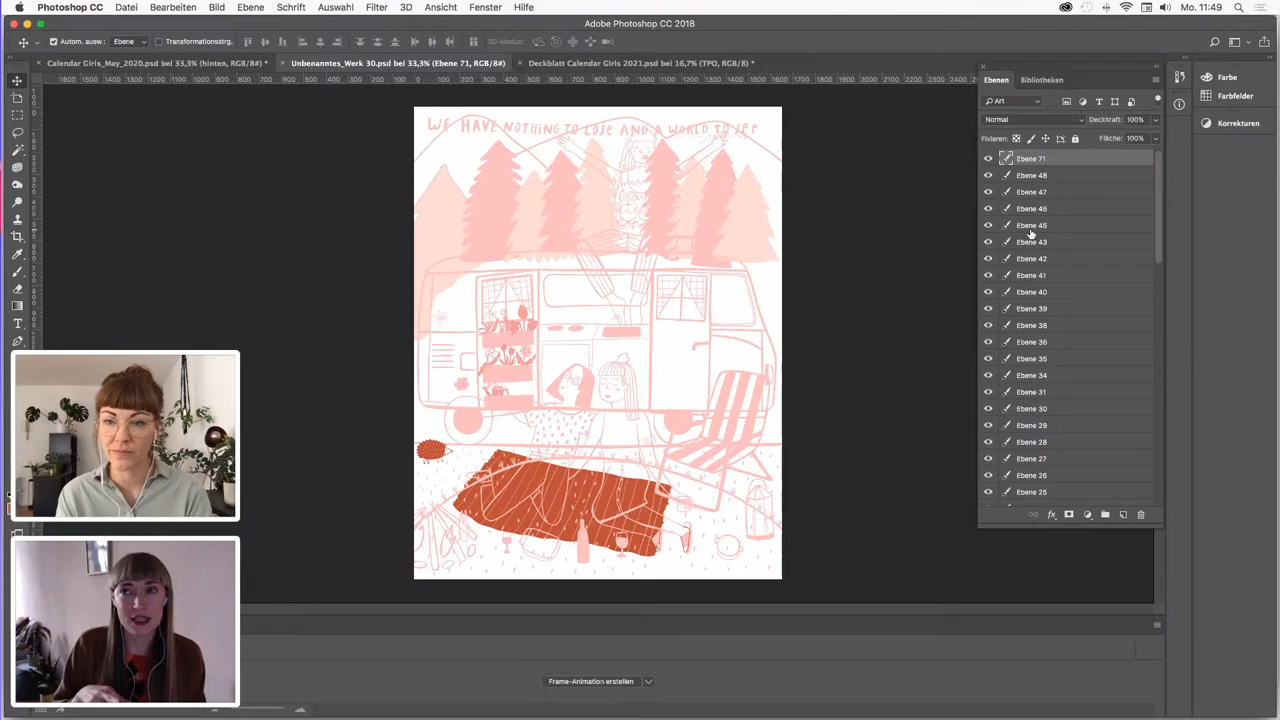 Photoshop CC Datei Bearbeiten Bild Ebene Schrift Auswahl Filter 3D Ansicht Fenster Hilfe Mo. 11:49
Adobe Photoshop CC 2018
Autom. ausw.: Ebene Transformationsstrg. 3D-Modus:
Calendar Girls_May_2020.psd bei 33,3% (hinten, RGB/8#) *
Unbenanntes_Werk 30.psd bei 33,3% (Ebene 71, RGB/8#)
Deckblatt Calendar Girls 2021.psd bei 16,7% (TPO, RGB/8) *
Ebenen Bibliotheken
Art
Normal Deckkraft: 100%
Fixieren: Fläche: 100%
Ebene 71
Ebene 48
Ebene 47
Ebene 46
Ebene 45
Ebene 43
Ebene 42
Ebene 41
Ebene 40
Ebene 39
Ebene 38
Ebene 36
Ebene 35
Ebene 34
Ebene 31
Ebene 30
Ebene 29
Ebene 28
Ebene 27
Ebene 26
Ebene 25
fx
Farbe
Farbfelder
Korrekturen
WE HAVE NOTHING TO LOSE AND A WORLD TO SEE
Frame-Animation erstellen